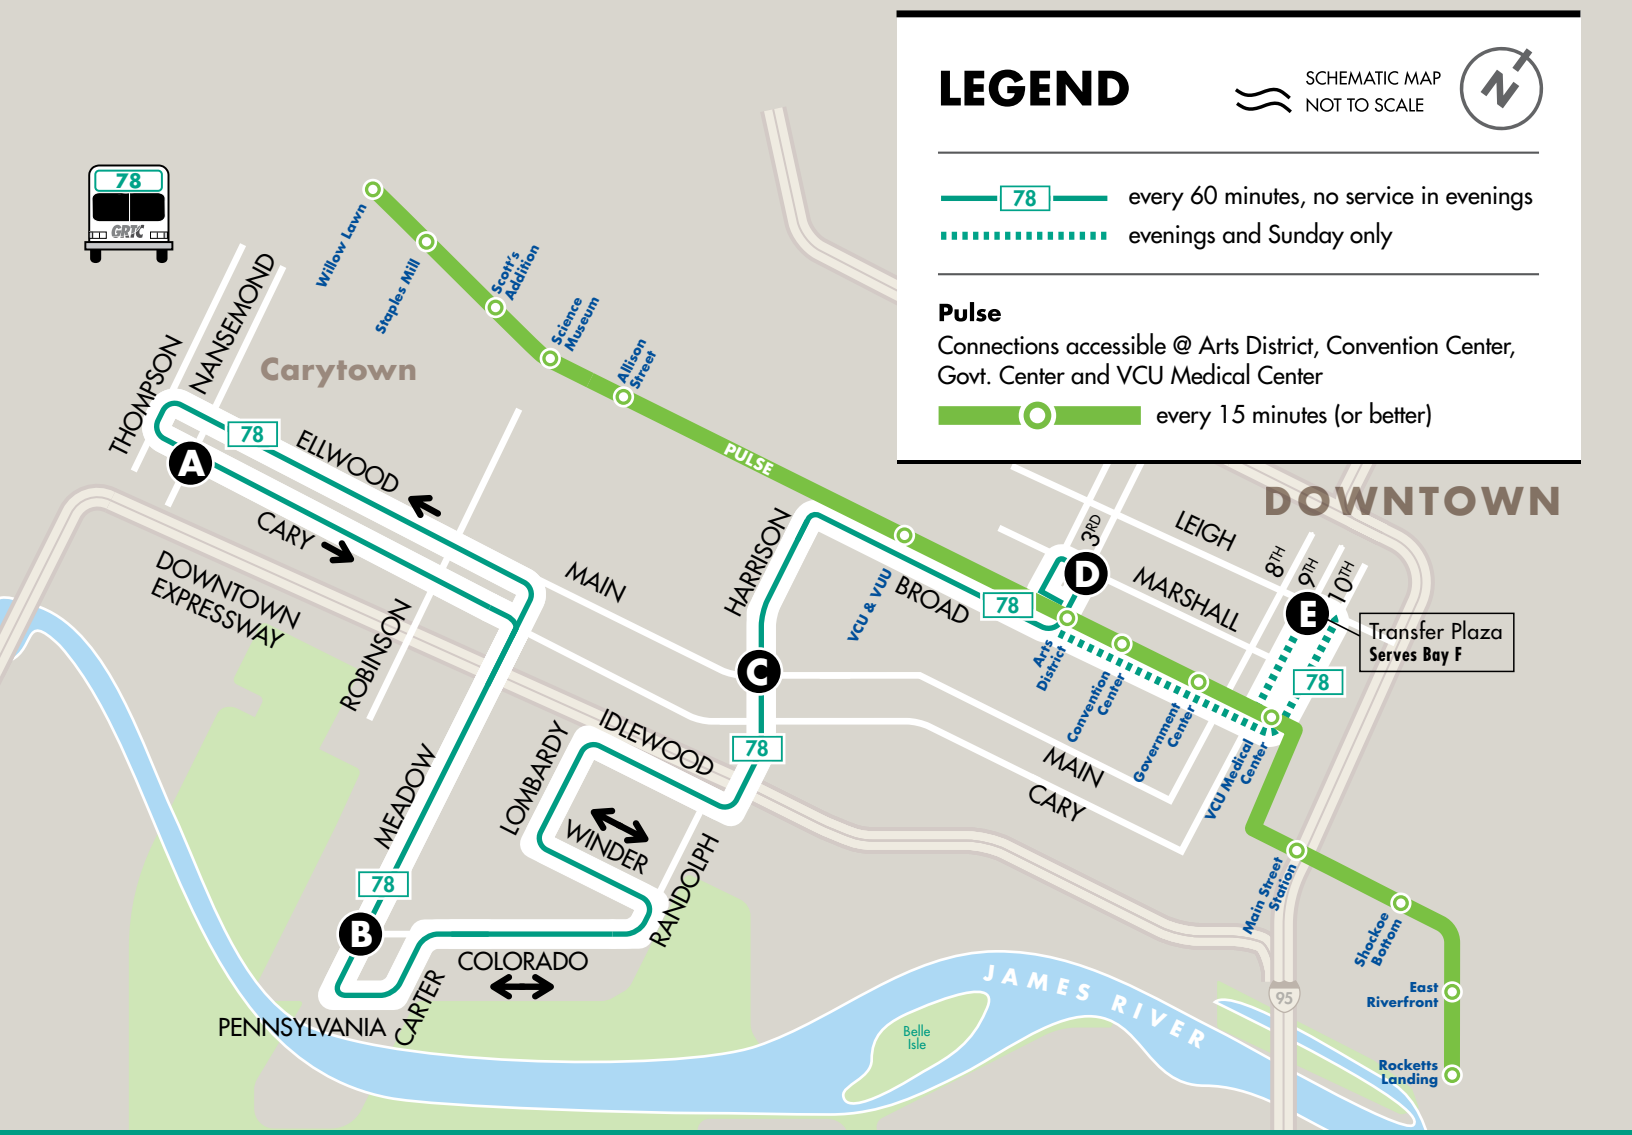 LEGEND
SCHEMATIC MAP
NOT TO SCALE
N
78
every 60 minutes, no service in evenings
evenings and Sunday only
Pulse
Connections accessible @ Arts District, Convention Center,
Govt. Center and VCU Medical Center
every 15 minutes (or better)
78
GRTC
Willow Lawn
Staples Mill
Scott's
Addition
Science
Museum
Allison
Street
PULSE
NANSEMOND
THOMPSON
Carytown
78
A
ELLWOOD
CARY
DOWNTOWN
EXPRESSWAY
ROBINSON
MAIN
HARRISON
VCU & VUU
BROAD
78
3RD
D
LEIGH
MARSHALL
DOWNTOWN
8TH
9TH
10TH
E
Transfer Plaza
Serves Bay F
78
Arts
District
Convention
Center
Government
Center
VCU Medical
Center
C
78
MAIN
CARY
IDLEWOOD
LOMBARDY
WINDER
RANDOLPH
MEADOW
78
B
COLORADO
CARTER
PENNSYLVANIA
Main Street
Station
Shockoe
Bottom
East
Riverfront
Rocketts
Landing
JAMES RIVER
Belle
Isle
95